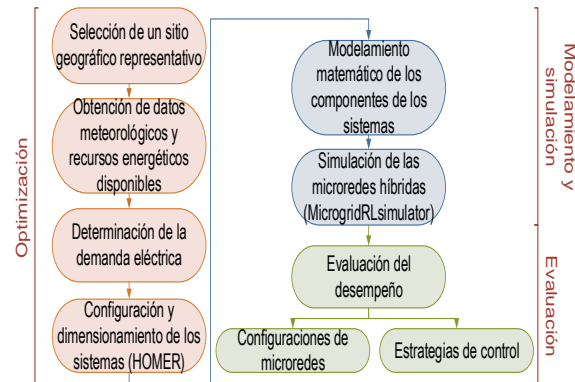 Optimización
Selección de un sitio
geográfico representativo
Obtención de datos
meteorológicos y
recursos energéticos
disponibles
Determinación de la
demanda eléctrica
Configuración y
dimensionamiento de los
sistemas (HOMER)
Modelamiento
matemático de los
componentes de los
sistemas
Simulación de las
microredes híbridas
(MicrogridRLsimulator)
Evaluación del
desempeño
Configuraciones de
microredes
Estrategias de control
Modelamiento y
simulación
Evaluación